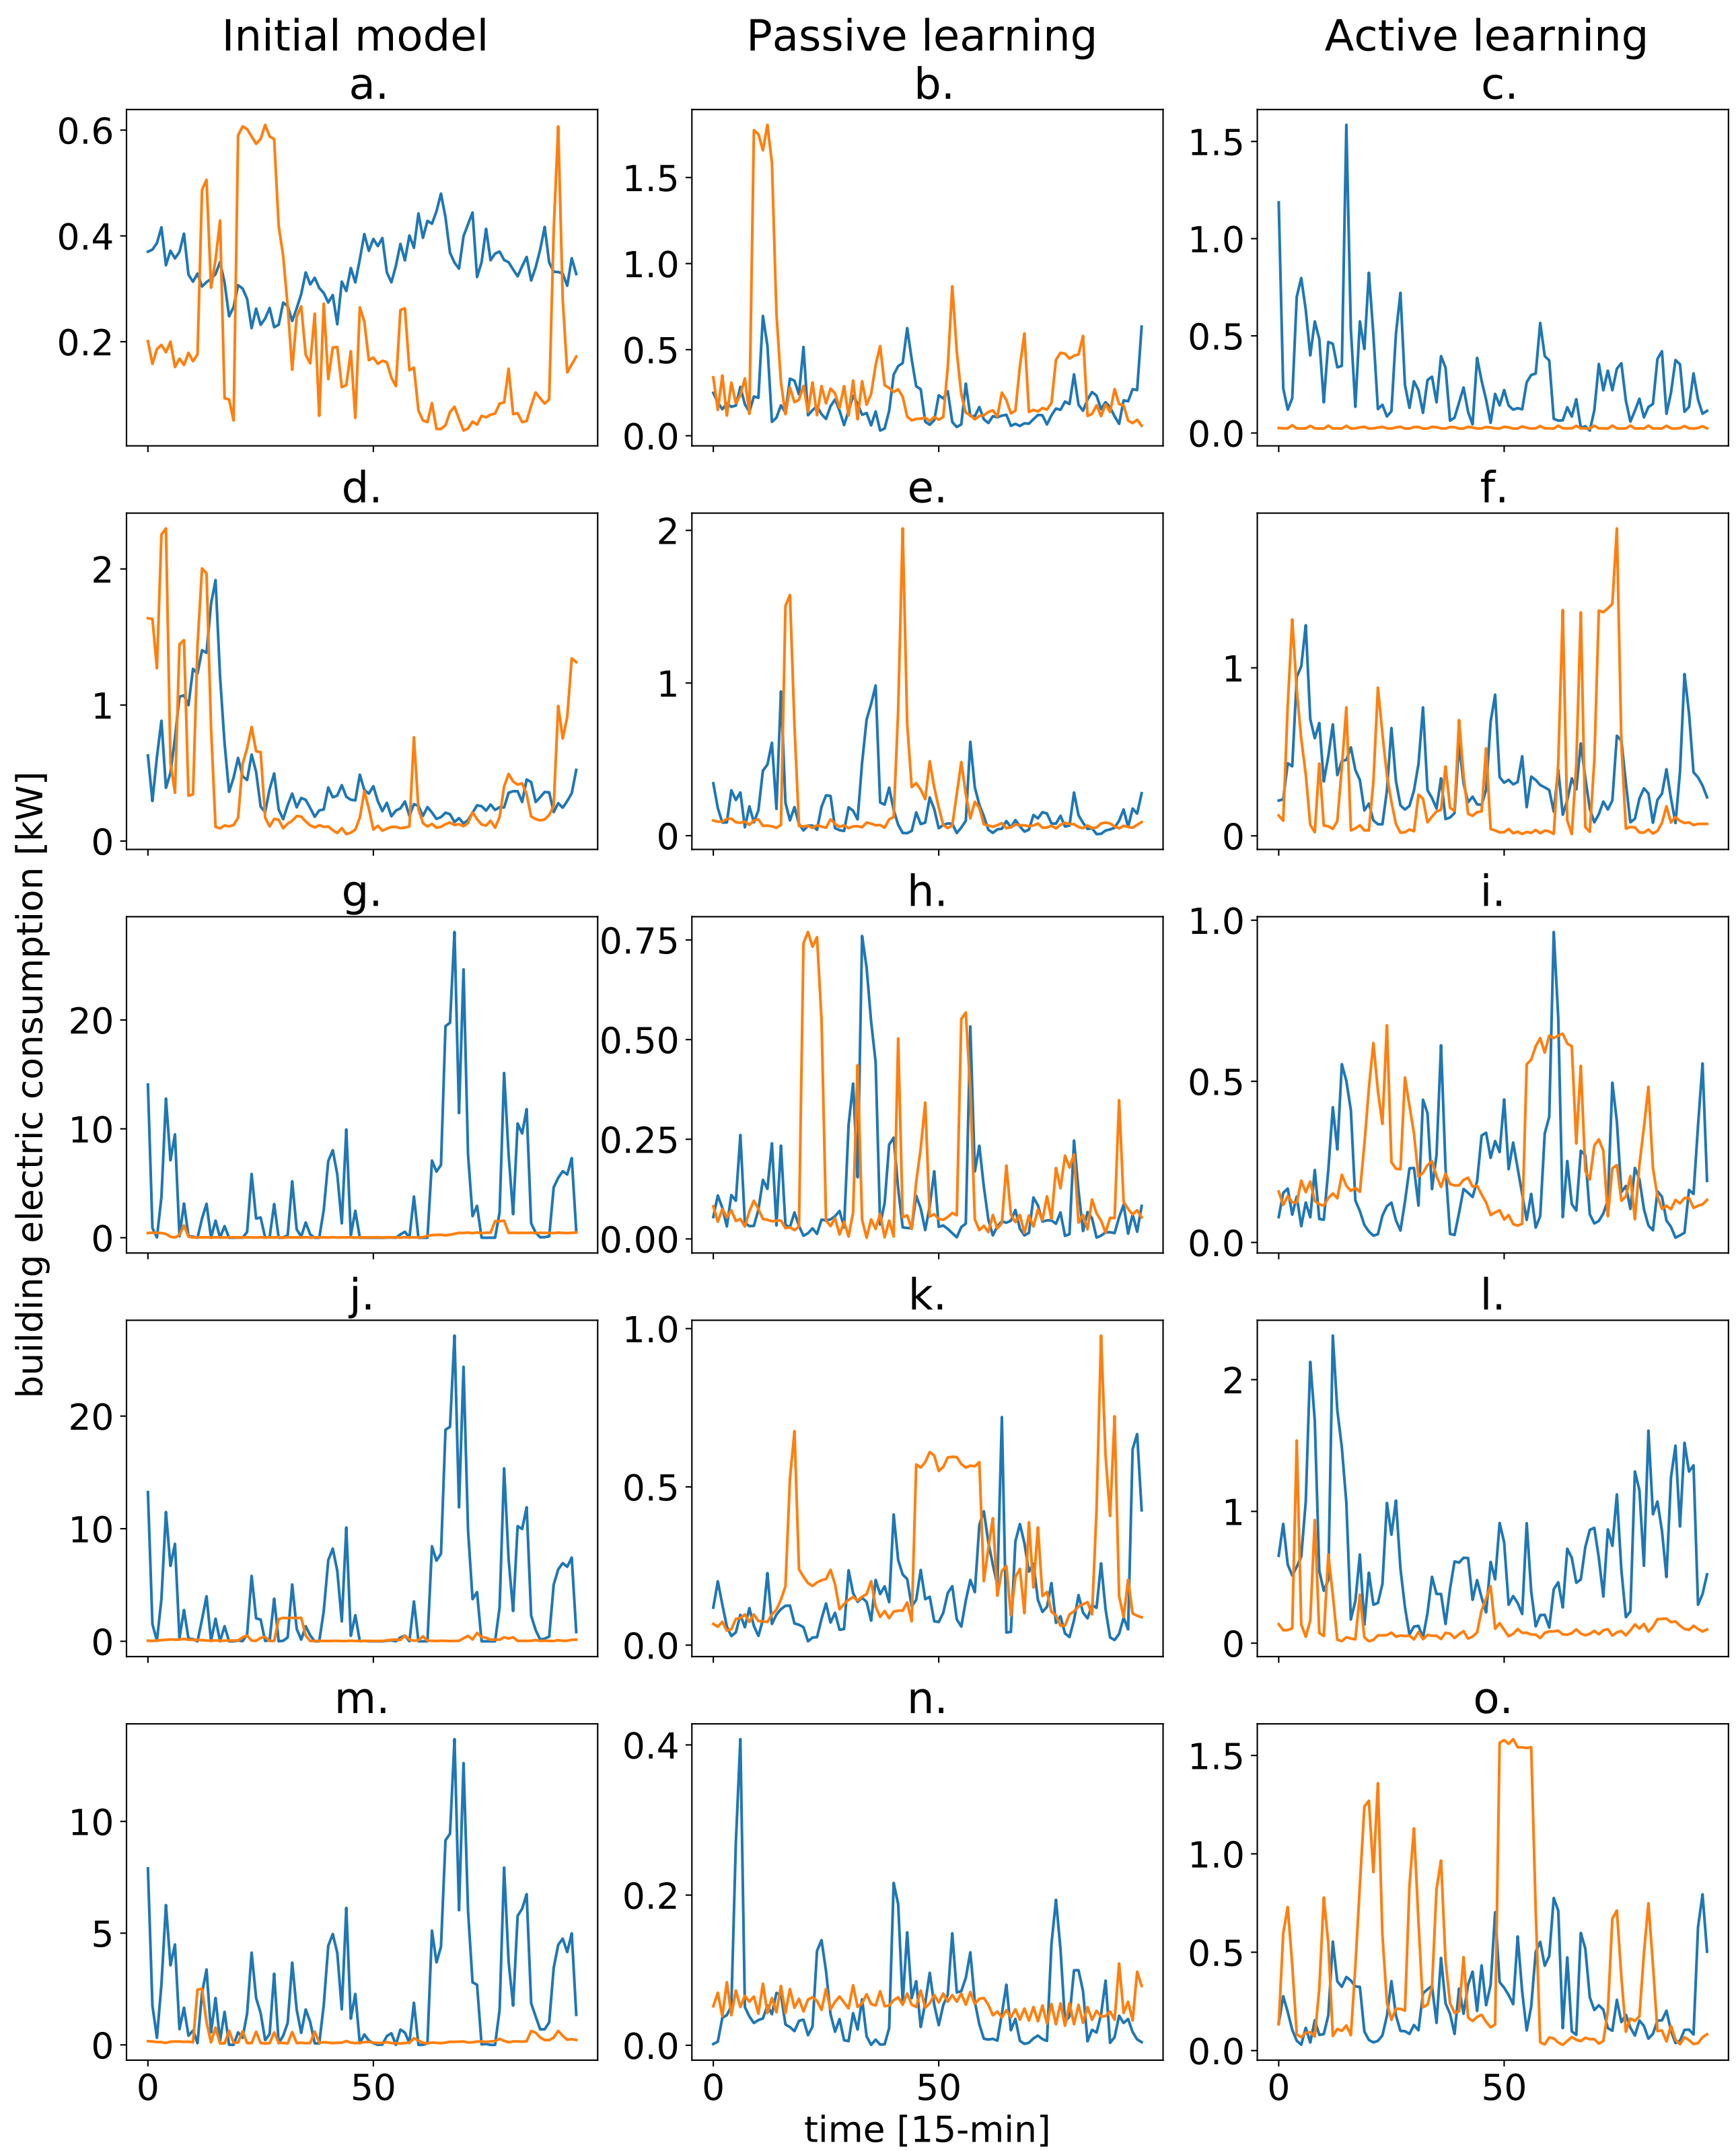 Initial model
Passive learning
Active learning
a.
b.
c.
0.6
0.4
0.2
1.5
1.0
0.5
0.0
1.5
1.0
0.5
0.0
d.
e.
f.
2
1
0
2
1
0
1
0
g.
h.
i.
20
10
0
0.75
0.50
0.25
0.00
1.0
0.5
0.0
j.
k.
l.
20
10
0
1.0
0.5
0.0
2
1
0
m.
n.
o.
10
5
0
0.4
0.2
0.0
1.5
1.0
0.5
0.0
0
50
0
50
0
50
time [15-min]
building electric consumption [kW]